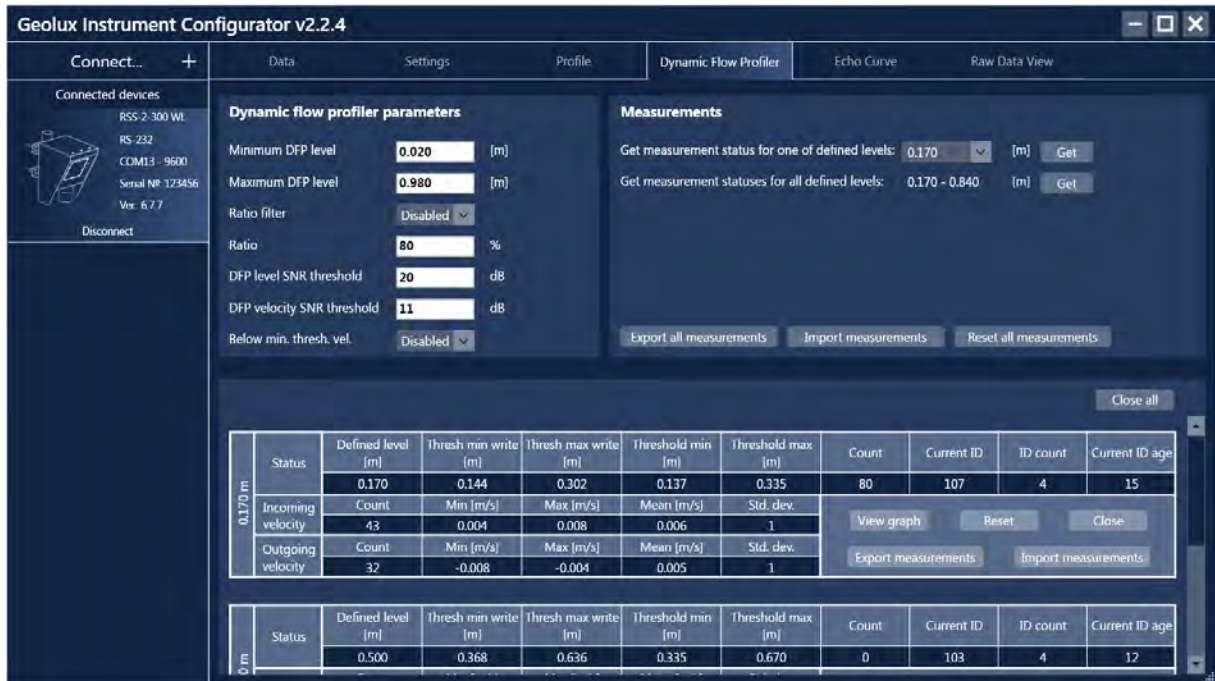 Geolux Instrument Configurator v2.2.4
Connect... +
Data Settings Profile Dynamic Flow Profiler Echo Curve Raw Data View
Connected devices
RSS-2-300 WL
RS-232
COM13 - 9600
Serial NR: 123456
Ver: 6.7.7
Disconnect
Dynamic flow profiler parameters
Minimum DFP level 0.020 [m]
Maximum DFP level 0.980 [m]
Ratio filter Disabled
Ratio 80 %
DFP level SNR threshold 20 dB
DFP velocity SNR threshold 11 dB
Below min. thresh. vel. Disabled
Measurements
Get measurement status for one of defined levels: 0.170 [m] Get
Get measurement statuses for all defined levels: 0.170 - 0.840 [m] Get
Export all measurements Import measurements Reset all measurements
Close all
0.170 m
Status Defined level [m] Thresh min write [m] Thresh max write [m] Threshold min [m] Threshold max [m] Count Current ID ID count Current ID age
0.170 0.144 0.302 0.137 0.335 80 107 4 15
Incoming velocity Count Min [m/s] Max [m/s] Mean [m/s] Std. dev.
43 0.004 0.008 0.006 1
Outgoing velocity Count Min [m/s] Max [m/s] Mean [m/s] Std. dev.
32 -0.008 -0.004 0.005 1
View graph Reset Close
Export measurements Import measurements
Status Defined level [m] Thresh min write [m] Thresh max write [m] Threshold min [m] Threshold max [m] Count Current ID ID count Current ID age
0.500 0.368 0.636 0.335 0.670 0 103 4 12